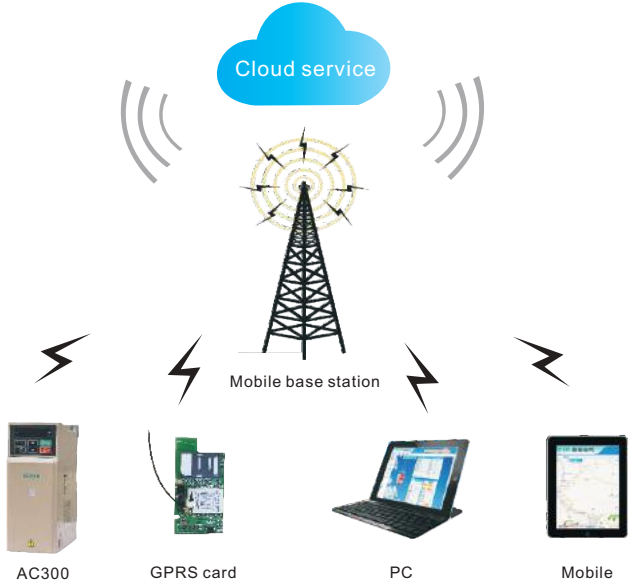 Cloud service
Mobile base station
AC300
GPRS card
PC
Mobile